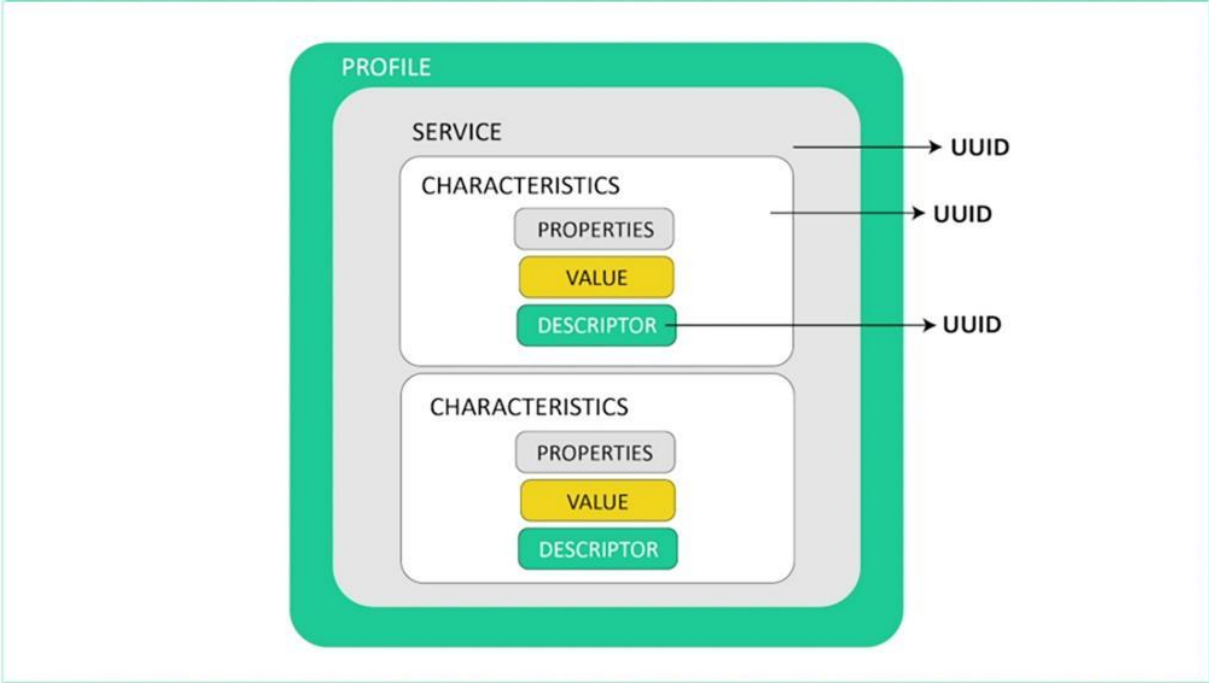 PROFILE
SERVICE
UUID
CHARACTERISTICS
UUID
PROPERTIES
VALUE
DESCRIPTOR
UUID
CHARACTERISTICS
PROPERTIES
VALUE
DESCRIPTOR